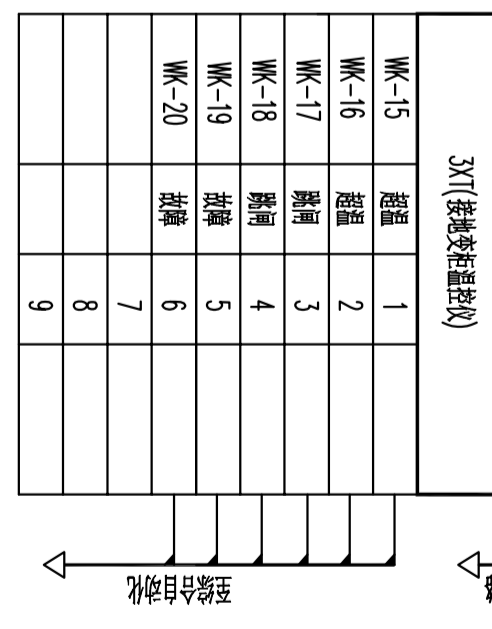 3XT(接地变柜温控仪)
WK-15 超温 1
WK-16 超温 2
WK-17 跳闸 3
WK-18 跳闸 4
WK-19 故障 5
WK-20 故障 6
7
8
9
至综合自动化